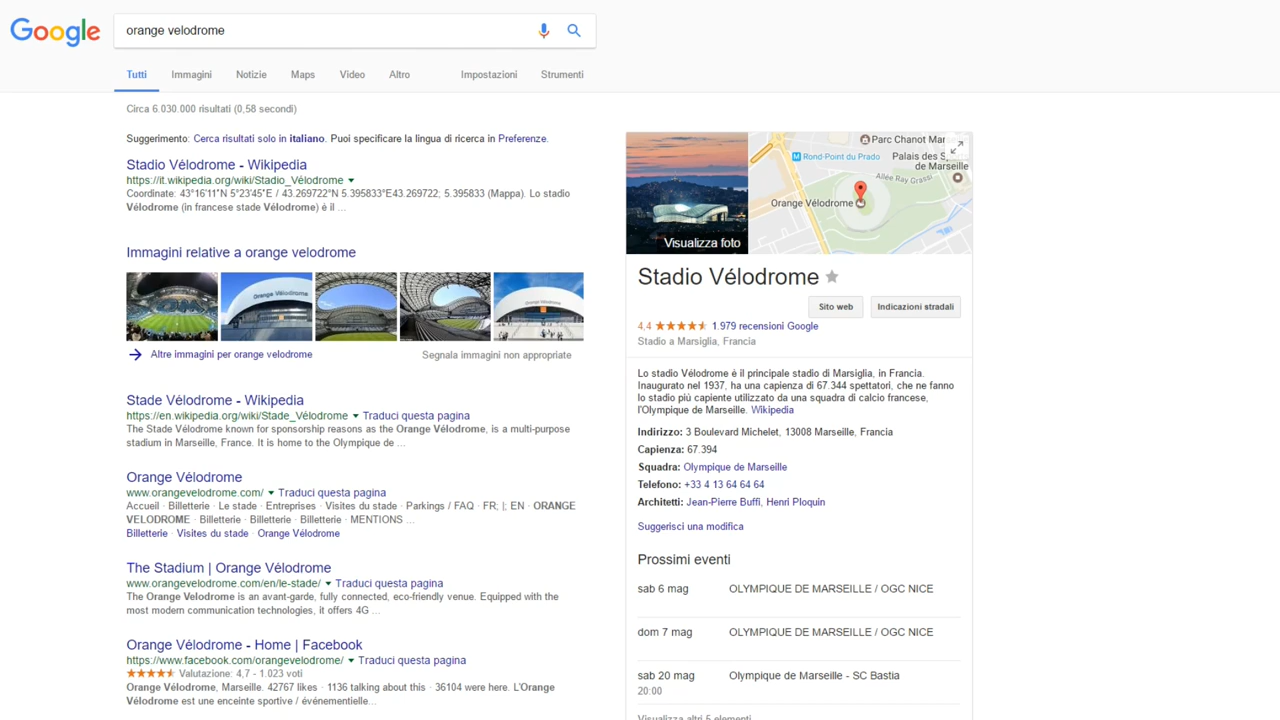 Google
orange velodrome
Tutti Immagini Notizie Maps Video Altro Impostazioni Strumenti
Circa 6.030.000 risultati (0,58 secondi)
Suggerimento: Cerca risultati solo in italiano. Puoi specificare la lingua di ricerca in Preferenze.
Stadio Vélodrome - Wikipedia
https://it.wikipedia.org/wiki/Stadio_Vélodrome
Coordinate: 43°16′11″N 5°23′45″E / 43.269722°N 5.395833°E43.269722; 5.395833 (Mappa). Lo stadio
Vélodrome (in francese stade Vélodrome) è il ...
Immagini relative a orange velodrome
Orange Vélodrome
Orange Vélodrome
Altre immagini per orange velodrome
Segnala immagini non appropriate
Stade Vélodrome - Wikipedia
https://en.wikipedia.org/wiki/Stade_Vélodrome Traduci questa pagina
The Stade Vélodrome known for sponsorship reasons as the Orange Vélodrome, is a multi-purpose
stadium in Marseille, France. It is home to the Olympique de ...
Orange Vélodrome
www.orangevelodrome.com/ Traduci questa pagina
Accueil · Billetterie · Le stade · Entreprises · Visites du stade · Parkings / FAQ · FR; |; EN · ORANGE
VELODROME · Billetterie · Billetterie · Billetterie · MENTIONS ...
Billetterie · Visites du stade · Orange Vélodrome
The Stadium | Orange Vélodrome
www.orangevelodrome.com/en/le-stade/ Traduci questa pagina
The Orange Velodrome is an avant-garde, fully connected, eco-friendly venue. Equipped with the
most modern communication technologies, it offers 4G ...
Orange Vélodrome - Home | Facebook
https://www.facebook.com/orangevelodrome/ Traduci questa pagina
Valutazione: 4,7 - 1.023 voti
Orange Vélodrome, Marseille. 42767 likes · 1136 talking about this · 36104 were here. L'Orange
Vélodrome est une enceinte sportive / événementielle...
Visualizza foto
Parc Chanot Mar
M Rond-Point du Prado
Palais des S
de Marseille
Allée Ray Grassi
Orange Vélodrome
Stadio Vélodrome
Sito web
Indicazioni stradali
4,4 1.979 recensioni Google
Stadio a Marsiglia, Francia
Lo stadio Vélodrome è il principale stadio di Marsiglia, in Francia.
Inaugurato nel 1937, ha una capienza di 67.344 spettatori, che ne fanno
lo stadio più capiente utilizzato da una squadra di calcio francese,
l'Olympique de Marseille. Wikipedia
Indirizzo: 3 Boulevard Michelet, 13008 Marseille, Francia
Capienza: 67.394
Squadra: Olympique de Marseille
Telefono: +33 4 13 64 64 64
Architetti: Jean-Pierre Buffi, Henri Ploquin
Suggerisci una modifica
Prossimi eventi
sab 6 mag OLYMPIQUE DE MARSEILLE / OGC NICE
dom 7 mag OLYMPIQUE DE MARSEILLE / OGC NICE
sab 20 mag Olympique de Marseille - SC Bastia
20:00
Visualizza altri 5 elementi